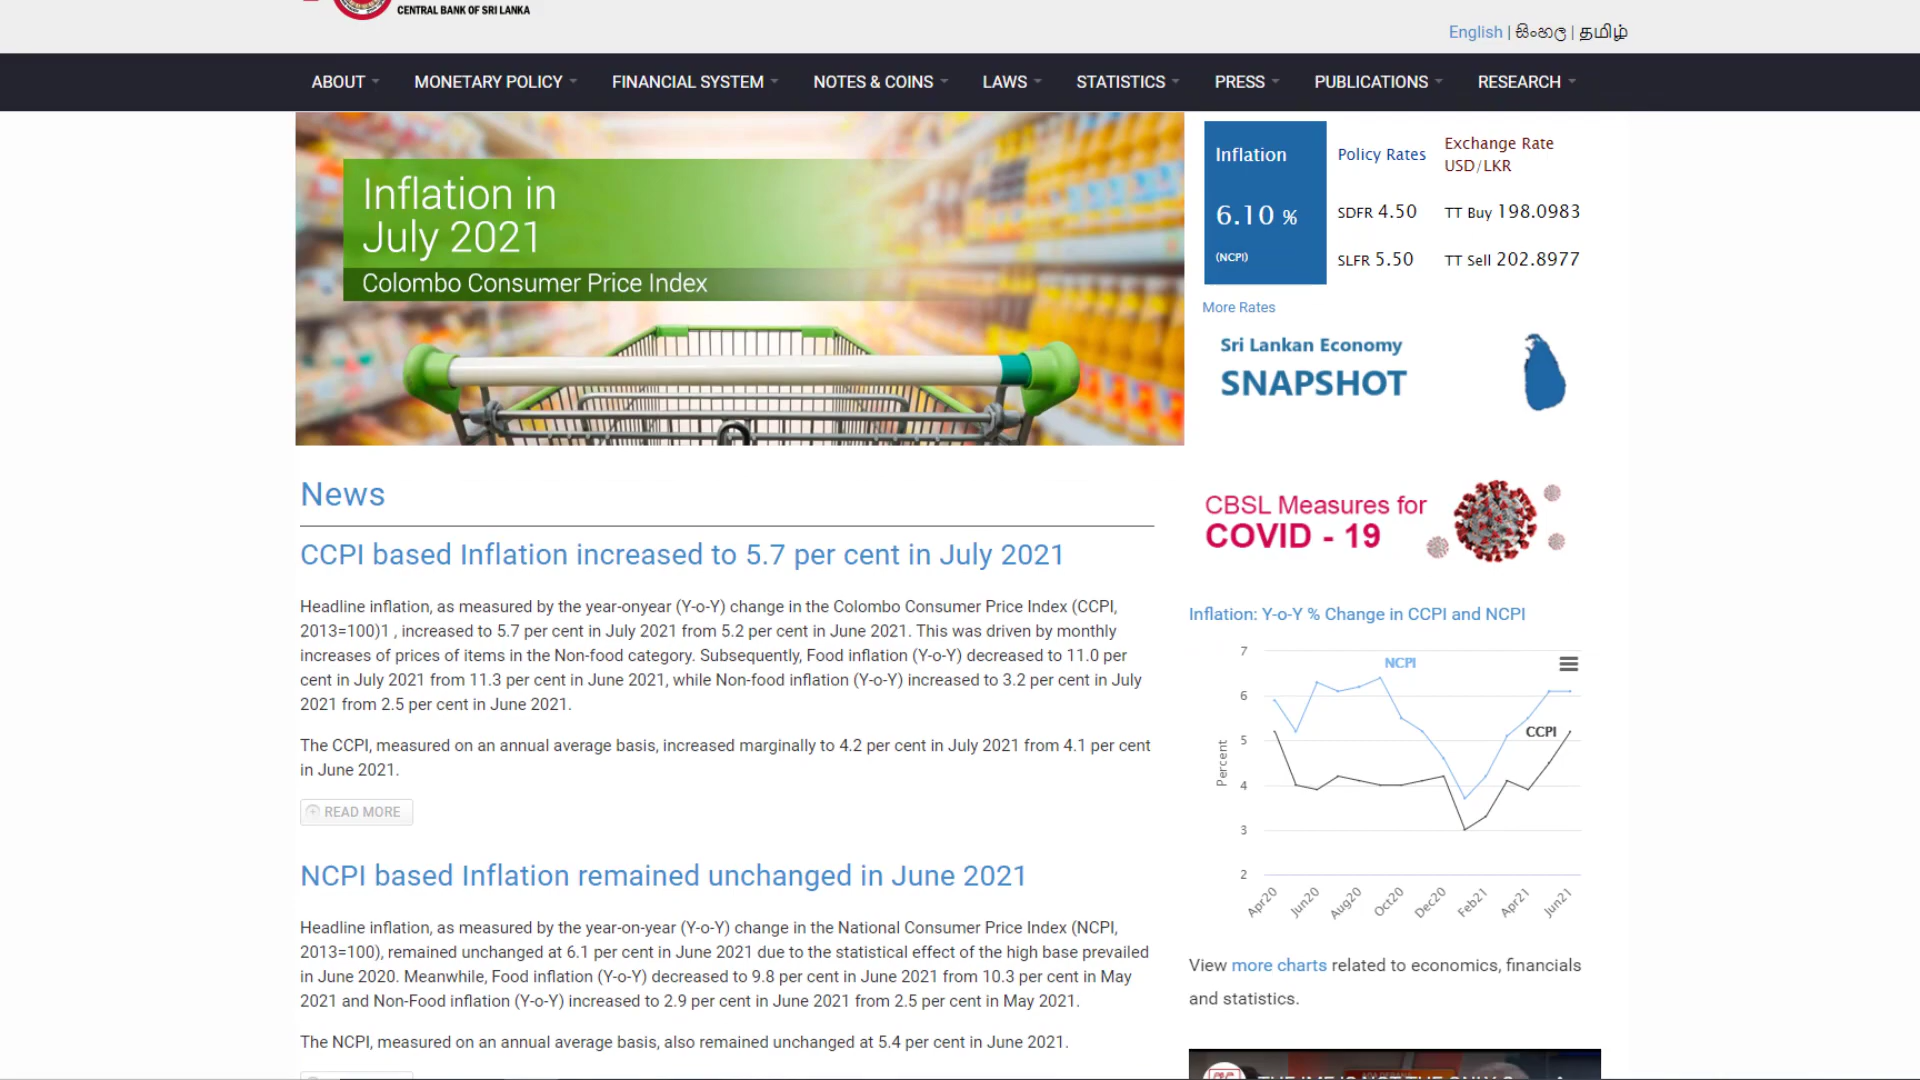 CENTRAL BANK OF SRI LANKA
English | සිංහල | தமிழ்
ABOUT MONETARY POLICY FINANCIAL SYSTEM NOTES & COINS LAWS STATISTICS PRESS PUBLICATIONS RESEARCH
Inflation in
July 2021
Colombo Consumer Price Index
Inflation
6.10 %
(NCPI)
Policy Rates
SDFR 4.50
SLFR 5.50
Exchange Rate
USD/LKR
TT Buy 198.0983
TT Sell 202.8977
More Rates
Sri Lankan Economy
SNAPSHOT
CBSL Measures for
COVID - 19
News
CCPI based Inflation increased to 5.7 per cent in July 2021
Headline inflation, as measured by the year-onyear (Y-o-Y) change in the Colombo Consumer Price Index (CCPI,
2013=100)1 , increased to 5.7 per cent in July 2021 from 5.2 per cent in June 2021. This was driven by monthly
increases of prices of items in the Non-food category. Subsequently, Food inflation (Y-o-Y) decreased to 11.0 per
cent in July 2021 from 11.3 per cent in June 2021, while Non-food inflation (Y-o-Y) increased to 3.2 per cent in July
2021 from 2.5 per cent in June 2021.
The CCPI, measured on an annual average basis, increased marginally to 4.2 per cent in July 2021 from 4.1 per cent
in June 2021.
READ MORE
NCPI based Inflation remained unchanged in June 2021
Headline inflation, as measured by the year-on-year (Y-o-Y) change in the National Consumer Price Index (NCPI,
2013=100), remained unchanged at 6.1 per cent in June 2021 due to the statistical effect of the high base prevailed
in June 2020. Meanwhile, Food inflation (Y-o-Y) decreased to 9.8 per cent in June 2021 from 10.3 per cent in May
2021 and Non-Food inflation (Y-o-Y) increased to 2.9 per cent in June 2021 from 2.5 per cent in May 2021.
The NCPI, measured on an annual average basis, also remained unchanged at 5.4 per cent in June 2021.
Inflation: Y-o-Y % Change in CCPI and NCPI
7
6
5
4
3
2
Percent
NCPI
CCPI
Apr20 Jun20 Aug20 Oct20 Dec20 Feb21 Apr21 Jun21
View more charts related to economics, financials
and statistics.